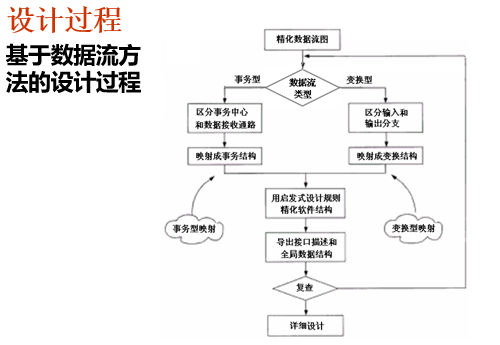 设计过程
基于数据流方
法的设计过程
精化数据流图
事务型
变换型
数据流
类型
区分事务中心
和数据接收通路
区分输入和
输出分支
映射成事务结构
映射成变换结构
用启发式设计规则
精化软件结构
事务型映射
变换型映射
导出接口描述和
全局数据结构
复查
详细设计